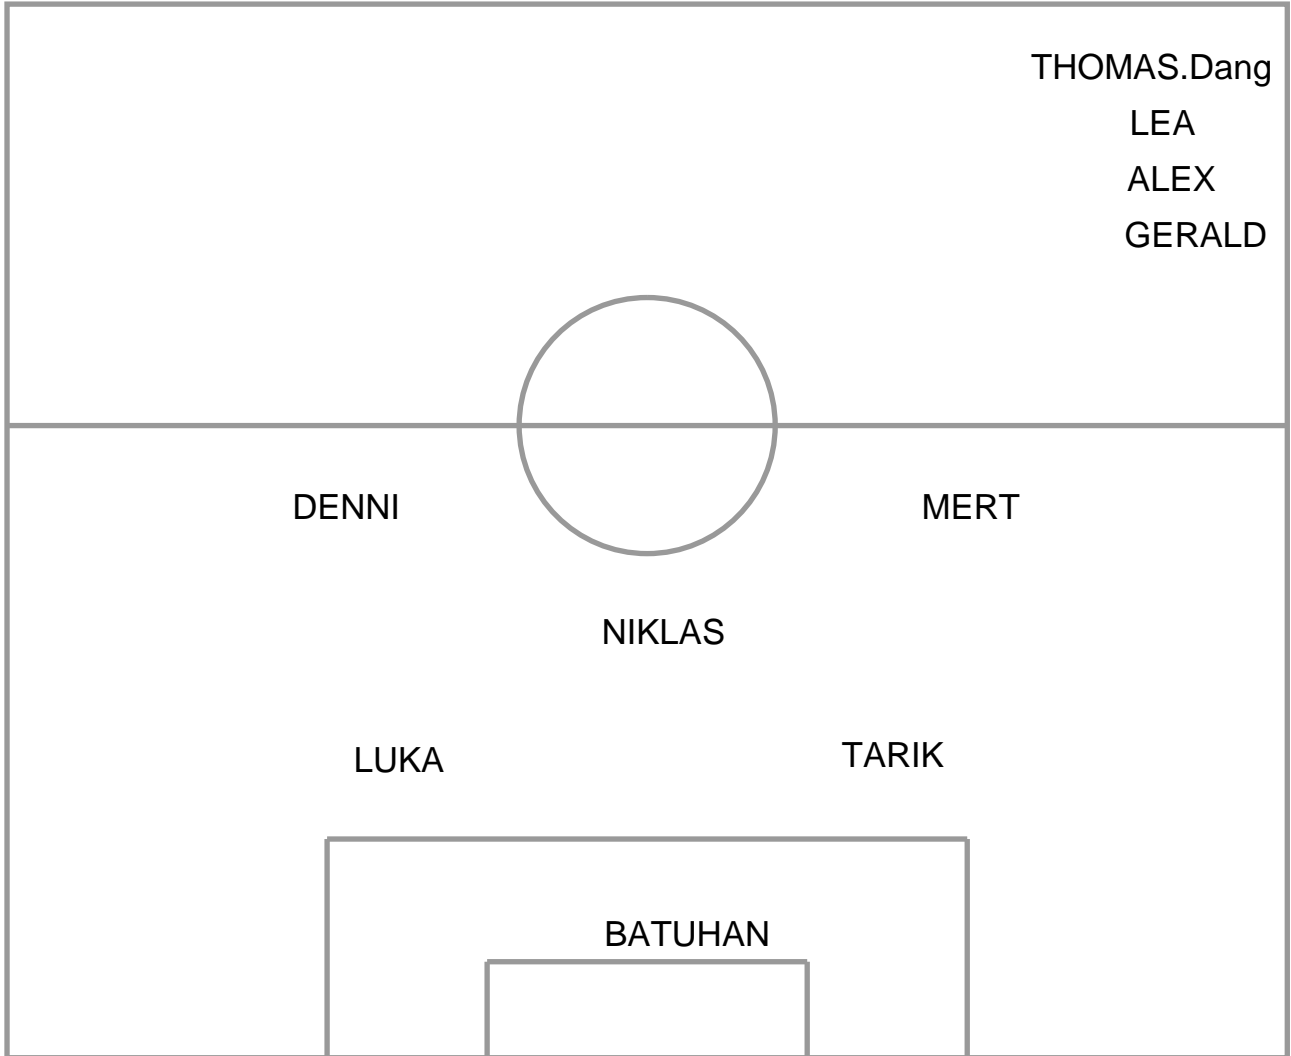 THOMAS.Dang
LEA
ALEX
GERALD
DENNI
MERT
NIKLAS
LUKA
TARIK
BATUHAN